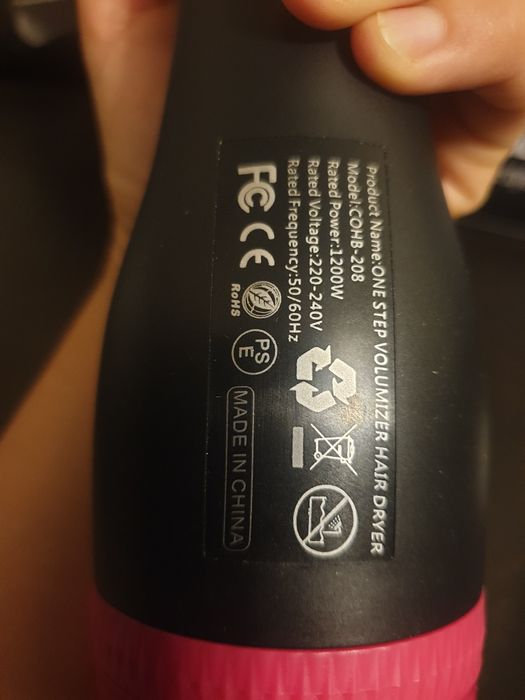 Product Name:ONE STEP VOLUMIZER HAIR DRYER
Model:COHB-208
Rated Power:1200W
Rated Voltage:220-240V
Rated Frequency:50/60Hz
FC CE
RoHS
PS
E
MADE IN CHINA